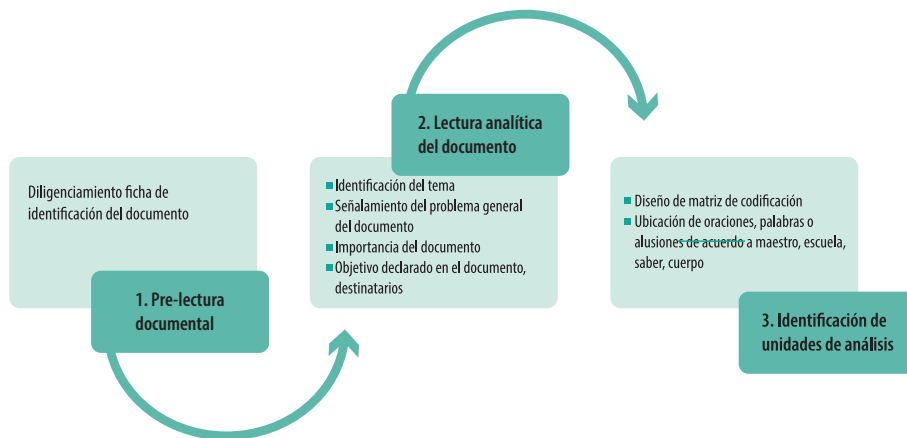 Diligenciamiento ficha de
identificación del documento
1. Pre-lectura
documental
2. Lectura analítica
del documento
Identificación del tema
Señalamiento del problema general
del documento
Importancia del documento
Objetivo declarado en el documento,
destinatarios
Diseño de matriz de codificación
Ubicación de oraciones, palabras o
alusiones de acuerdo a maestro, escuela,
saber, cuerpo
3. Identificación de
unidades de análisis